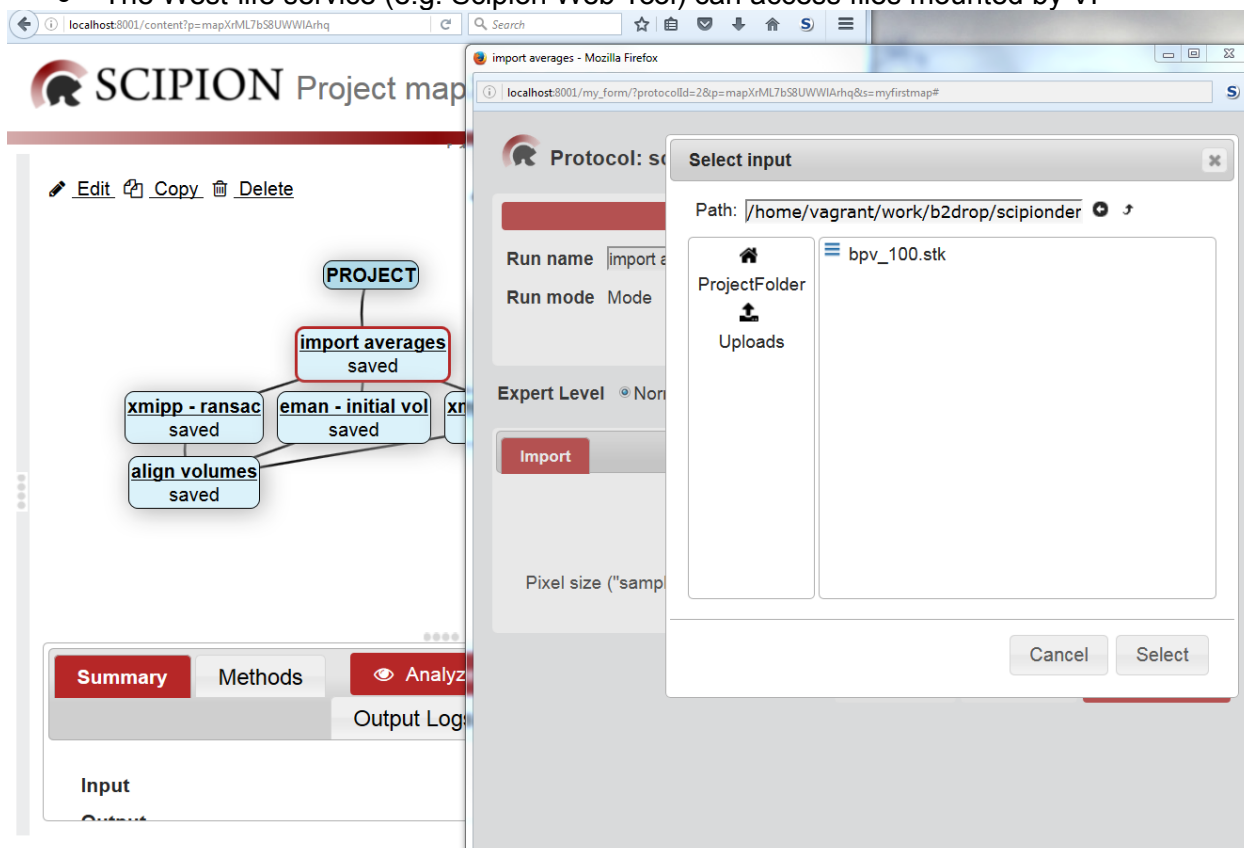 The West-life service (e.g. Scipion Web Tool) can access files mounted by VF
localhost:8001/content?p=mapXrML7bS8UWWIArhq
Search
SCIPION Project map
Edit Copy Delete
PROJECT
import averages
saved
xmipp - ransac
saved
eman - initial vol
saved
xm
align volumes
saved
Summary Methods Analyz
Output Logs
Input
Output
import averages - Mozilla Firefox
localhost:8001/my_form/?protocolId=2&p=mapXrML7bS8UWWIArhq&s=myfirstmap#
Protocol: sc
Run name import a
Run mode Mode
Expert Level Nor
Import
Pixel size ("sampl
Select input
Path: /home/vagrant/work/b2drop/scipionder
ProjectFolder
Uploads
bpv_100.stk
Cancel Select